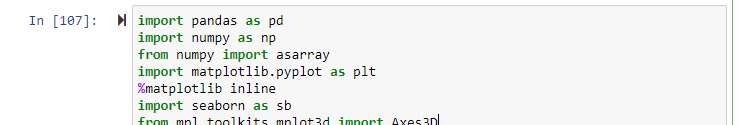 In [107]:
import pandas as pd
import numpy as np
from numpy import asarray
import matplotlib.pyplot as plt
%matplotlib inline
import seaborn as sb
from mpl_toolkits.mplot3d import Axes3D